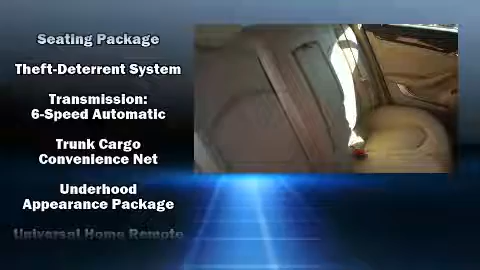 Seating Package
Theft-Deterrent System
Transmission:
6-Speed Automatic
Trunk Cargo
Convenience Net
Underhood
Appearance Package
Universal Home Remote